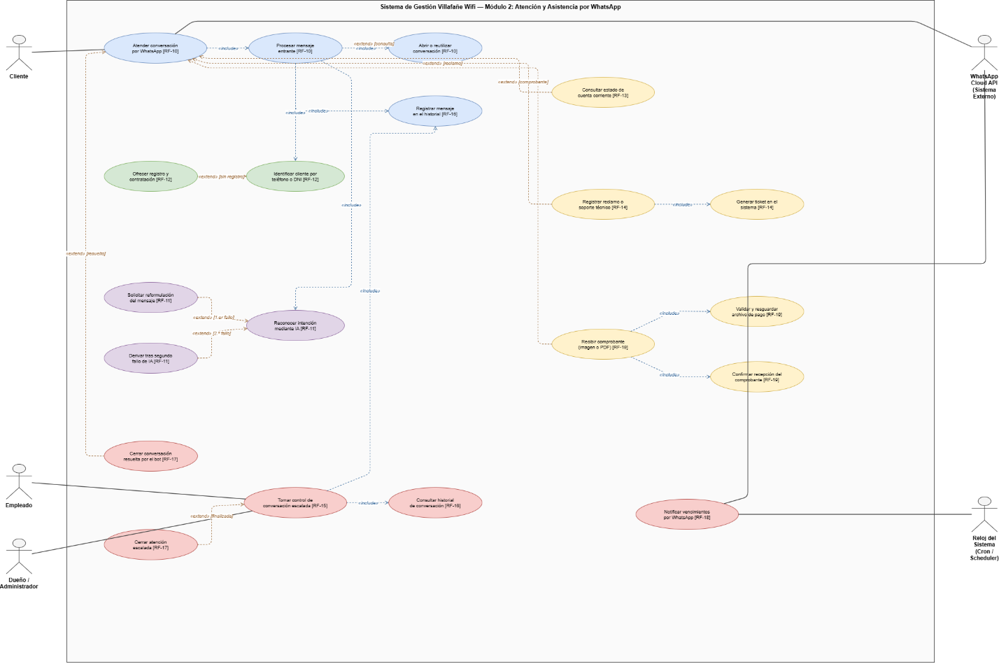 Sistema de Gestión Villafañe Wifi — Módulo 2: Atención y Asistencia por WhatsApp
Cliente
Atender conversación
por WhatsApp [RF-10]
«include»
Procesar mensaje
entrante [RF-10]
«extend» [consulta]
«include»
Abrir o reutilizar
conversación [RF-10]
«extend» [reclamo]
«extend» [comprobante]
Consultar estado de
cuenta corriente [RF-13]
WhatsApp
Cloud API
(Sistema
Externo)
«include»
«include»
Registrar mensaje
en el historial [RF-16]
Ofrecer registro y
contratación [RF-12]
«extend» [sin registro]
Identificar cliente por
teléfono o DNI [RF-12]
«include»
Registrar reclamo o
soporte técnico [RF-14]
«include»
Generar ticket en el
sistema [RF-14]
«extend» [resuelto]
Solicitar reformulación
del mensaje [RF-11]
«extend» [1.er fallo]
«include»
Reconocer intención
mediante IA [RF-11]
«extend» [2.º fallo]
Derivar tras segundo
fallo de IA [RF-11]
«include»
Validar y resguardar
archivo de pago [RF-19]
Recibir comprobante
(imagen o PDF) [RF-19]
«include»
Confirmar recepción del
comprobante [RF-19]
Cerrar conversación
resuelta por el bot [RF-17]
Empleado
Tomar control de
conversación escalada [RF-15]
«include»
Consultar historial
de conversación [RF-16]
«extend» [finalizada]
Notificar vencimientos
por WhatsApp [RF-18]
Cerrar atención
escalada [RF-17]
Reloj del
Sistema
(Cron /
Scheduler)
Dueño /
Administrador